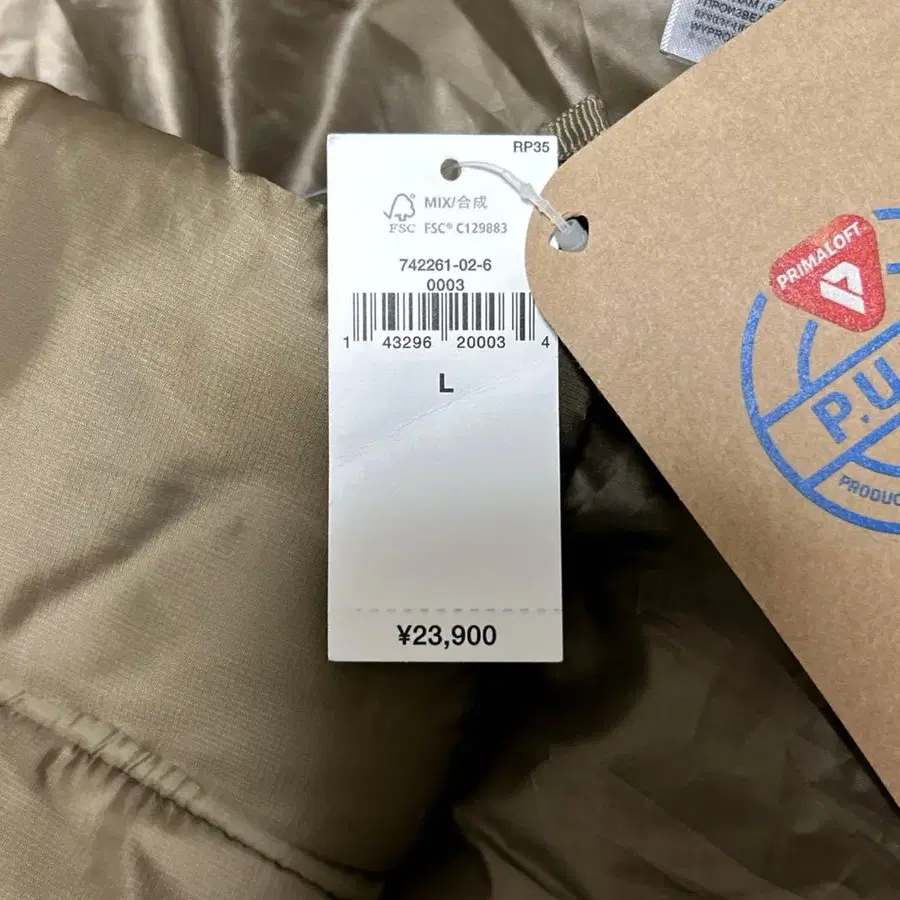 RP35
MIX/合成
FSC
FSC® C129883
742261-02-6
0003
1 43296 20003 4
L
¥23,900
PRIMALOFT
P.U
PRODUC